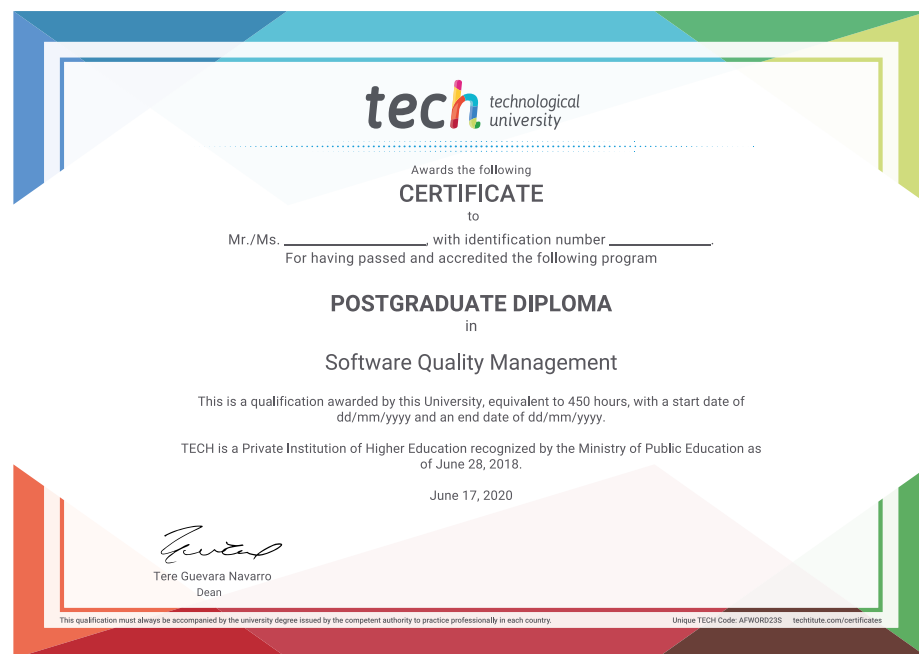 tech technological
university
Awards the following
CERTIFICATE
to
Mr./Ms. ____________, with identification number ____________.
For having passed and accredited the following program
POSTGRADUATE DIPLOMA
in
Software Quality Management
This is a qualification awarded by this University, equivalent to 450 hours, with a start date of
dd/mm/yyyy and an end date of dd/mm/yyyy.
TECH is a Private Institution of Higher Education recognized by the Ministry of Public Education as
of June 28, 2018.
June 17, 2020
Tere Guevara Navarro
Dean
This qualification must always be accompanied by the university degree issued by the competent authority to practice professionally in each country.
Unique TECH Code: AFWORD23S techtitute.com/certificates